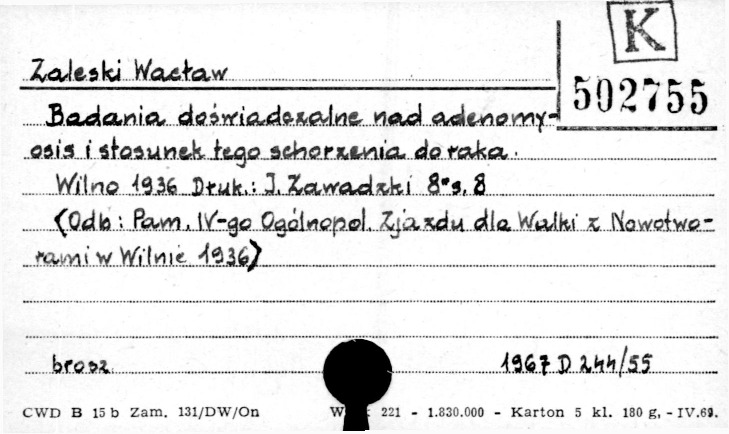 K
Zaleski Wacław
502755
Badania doświadczalne nad adenomy-
osis i stosunek tego schorzenia do raka.
Wilno 1936 Druk.: J. Zawadzki 8° s. 8
(Odb: Pam. IV-go Ogólnopol. Zjazdu dla Walki z Nowotwo-
rami w Wilnie 1936)
brosz. 1967 D 244/55
CWD B 15 b Zam. 131/DW/On 221 - 1.830.000 - Karton 5 kl. 180 g, - IV.69.